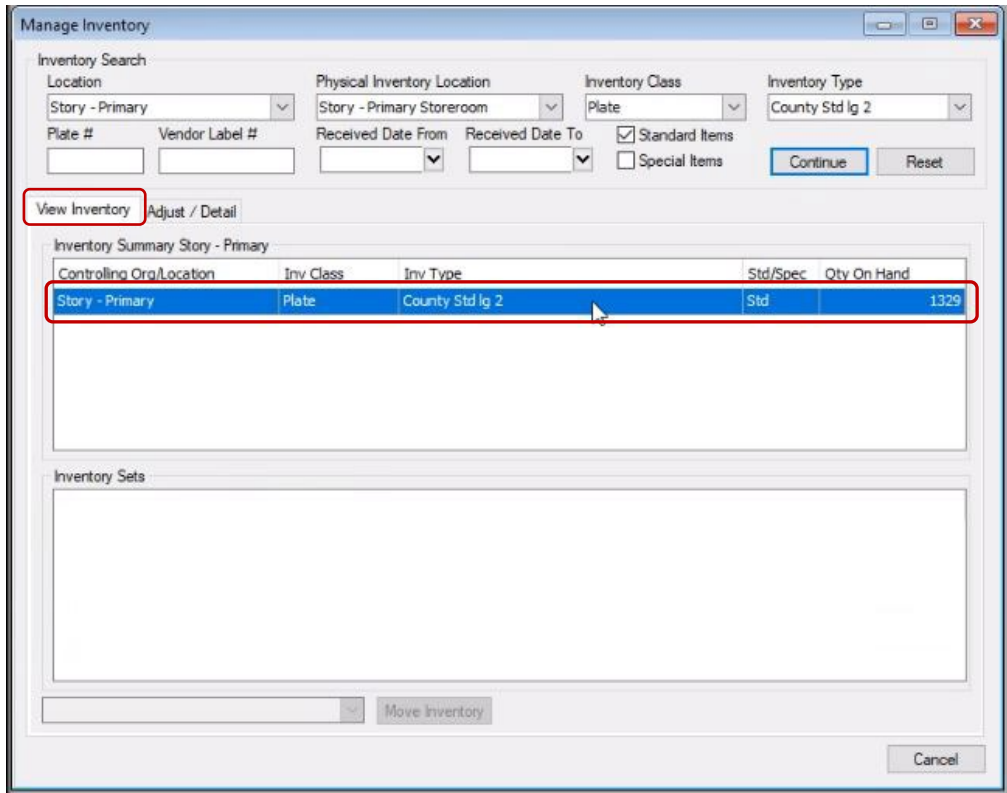 Manage Inventory
Inventory Search
Location Physical Inventory Location Inventory Class Inventory Type
Story - Primary Story - Primary Storeroom Plate County Std lg 2
Plate # Vendor Label # Received Date From Received Date To Standard Items
Special Items Continue Reset
View Inventory Adjust / Detail
Inventory Summary Story - Primary
Controlling Org/Location Inv Class Inv Type Std/Spec Qty On Hand
Story - Primary Plate County Std lg 2 Std 1329
Inventory Sets
Move Inventory
Cancel